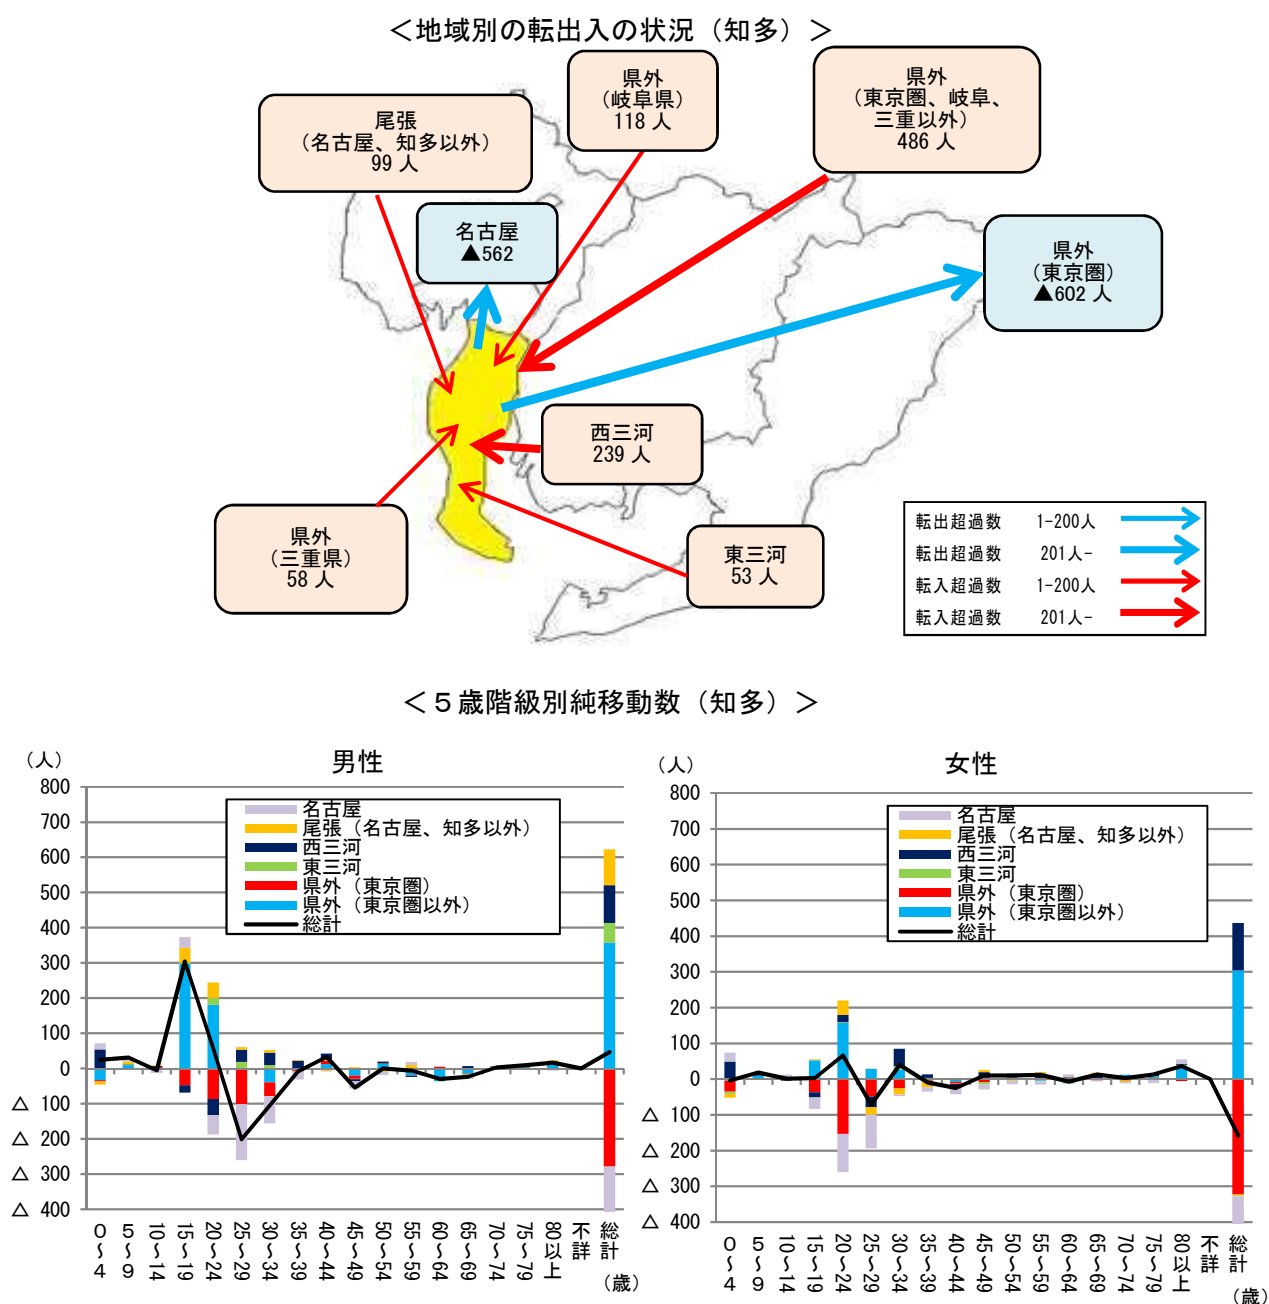 ＜地域別の転出入の状況（知多）＞
県外
（岐阜県）
118 人
県外
（東京圏、岐阜、
三重以外）
486 人
尾張
（名古屋、知多以外）
99 人
名古屋
▲562
県外
（東京圏）
▲602 人
西三河
239 人
県外
（三重県）
58 人
東三河
53 人
転出超過数 1-200人
転出超過数 201人-
転入超過数 1-200人
転入超過数 201人-
＜５歳階級別純移動数（知多）＞
（人）
男性
800
700
600
500
400
300
200
100
0
△ 100
△ 200
△ 300
△ 400
名古屋
尾張（名古屋、知多以外）
西三河
東三河
県外（東京圏）
県外（東京圏以外）
総計
0～4
5～9
10～14
15～19
20～24
25～29
30～34
35～39
40～44
45～49
50～54
55～59
60～64
65～69
70～74
75～79
80以上
不詳
総計
（歳）
（人）
女性
800
700
600
500
400
300
200
100
0
△ 100
△ 200
△ 300
△ 400
名古屋
尾張（名古屋、知多以外）
西三河
東三河
県外（東京圏）
県外（東京圏以外）
総計
0～4
5～9
10～14
15～19
20～24
25～29
30～34
35～39
40～44
45～49
50～54
55～59
60～64
65～69
70～74
75～79
80以上
不詳
総計
（歳）